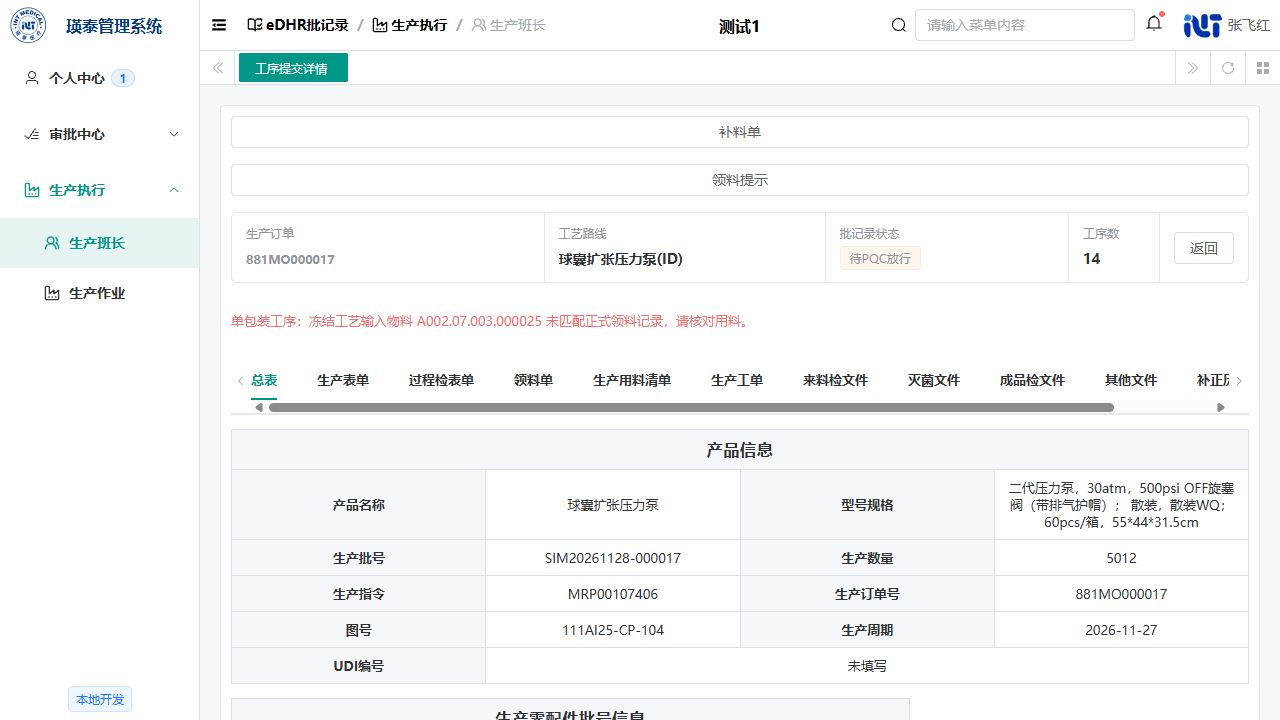 瑛泰管理系统
eDHR批记录 / 生产执行 / 生产班长
测试1
请输入菜单内容
张飞红
个人中心 1
审批中心
生产执行
生产班长
生产作业
本地开发
工序提交详情
补料单
领料提示
生产订单
881MO000017
工艺路线
球囊扩张压力泵(ID)
批记录状态
待PQC放行
工序数
14
返回
单包装工序：冻结工艺输入物料 A002.07.003.000025 未匹配正式领料记录，请核对用料。
总表 生产表单 过程检表单 领料单 生产用料清单 生产工单 来料检文件 灭菌文件 成品检文件 其他文件 补正历
产品信息
产品名称 球囊扩张压力泵 型号规格
二代压力泵，30atm，500psi OFF旋塞
阀（带排气护帽）； 散装，散装WQ；
60pcs/箱，55*44*31.5cm
生产批号 SIM20261128-000017 生产数量 5012
生产指令 MRP00107406 生产订单号 881MO000017
图号 111AI25-CP-104 生产周期 2026-11-27
UDI编号 未填写
生产零配件批号信息